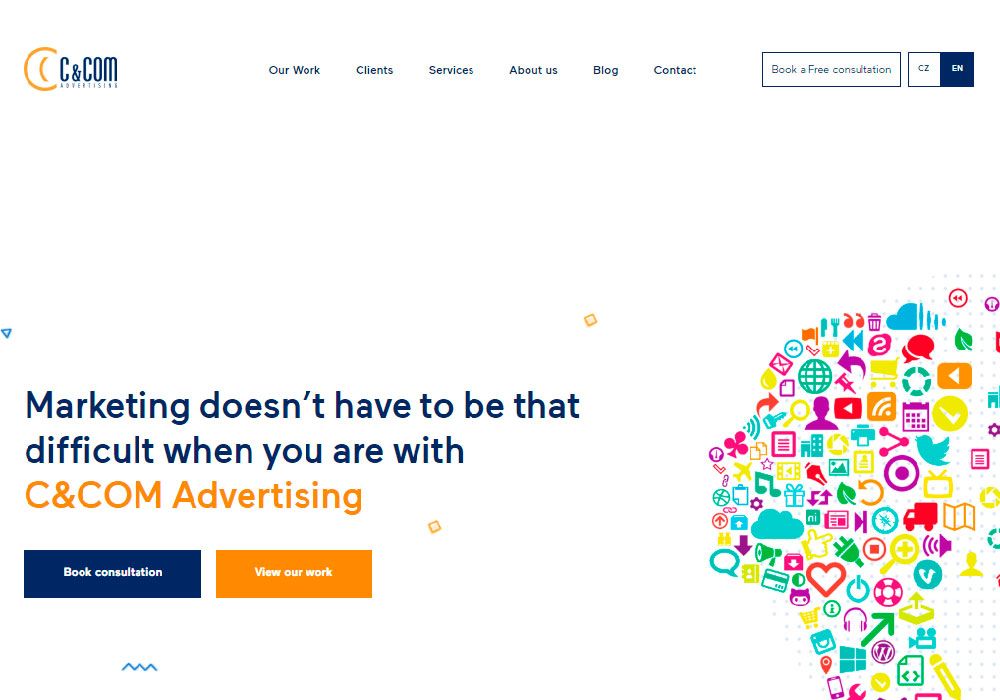 C&COM
ADVERTISING
Our Work
Clients
Services
About us
Blog
Contact
Book a Free consultation
CZ
EN
Marketing doesn’t have to be that
difficult when you are with
C&COM Advertising
Book consultation
View our work
ni